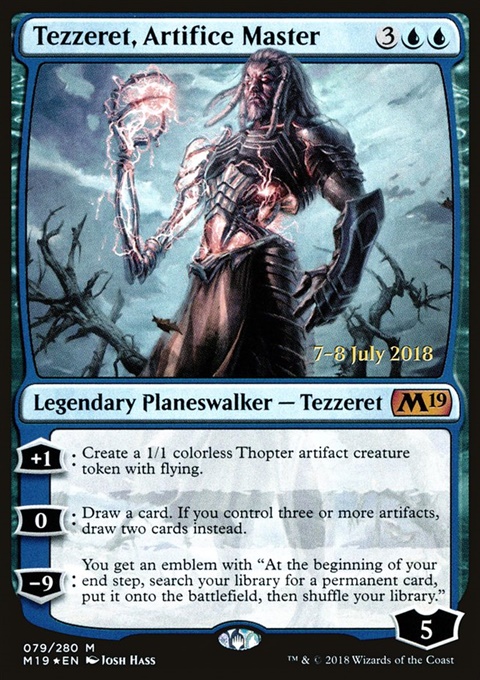 Tezzeret, Artifice Master 3
7–8 July 2018
Legendary Planeswalker — Tezzeret M19
+1 : Create a 1/1 colorless Thopter artifact creature
token with flying.
0 : Draw a card. If you control three or more artifacts,
draw two cards instead.
You get an emblem with “At the beginning of your
−9 : end step, search your library for a permanent card,
put it onto the battlefield, then shuffle your library.”
5
079/280 M
M19 ★ EN Josh Hass
™ & © 2018 Wizards of the Coast